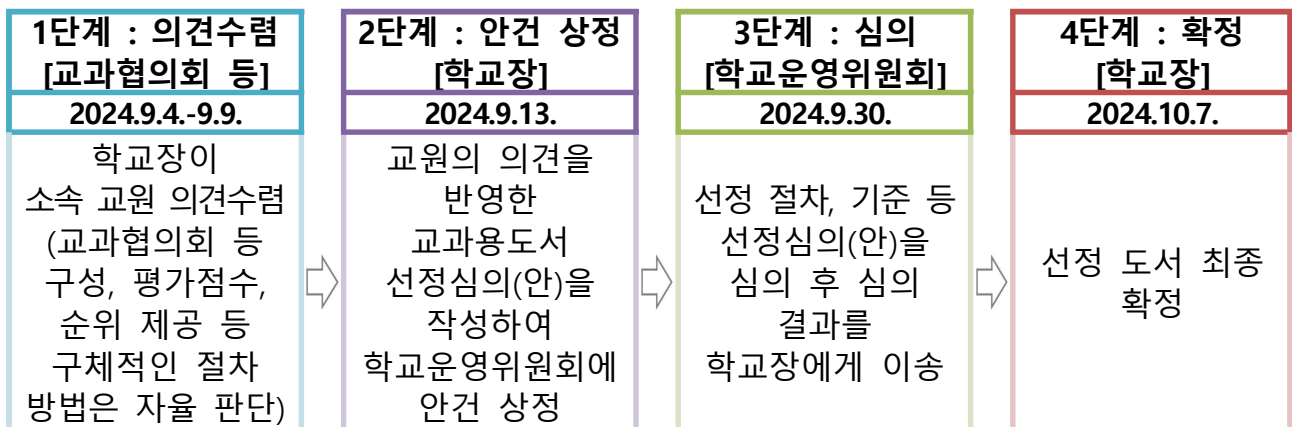 1단계 : 의견수렴
[교과협의회 등]
2024.9.4.-9.9.
학교장이
소속 교원 의견수렴
(교과협의회 등
구성, 평가점수,
순위 제공 등
구체적인 절차
방법은 자율 판단)
2단계 : 안건 상정
[학교장]
2024.9.13.
교원의 의견을
반영한
교과용도서
선정심의(안)을
작성하여
학교운영위원회에
안건 상정
3단계 : 심의
[학교운영위원회]
2024.9.30.
선정 절차, 기준 등
선정심의(안)을
심의 후 심의
결과를
학교장에게 이송
4단계 : 확정
[학교장]
2024.10.7.
선정 도서 최종
확정